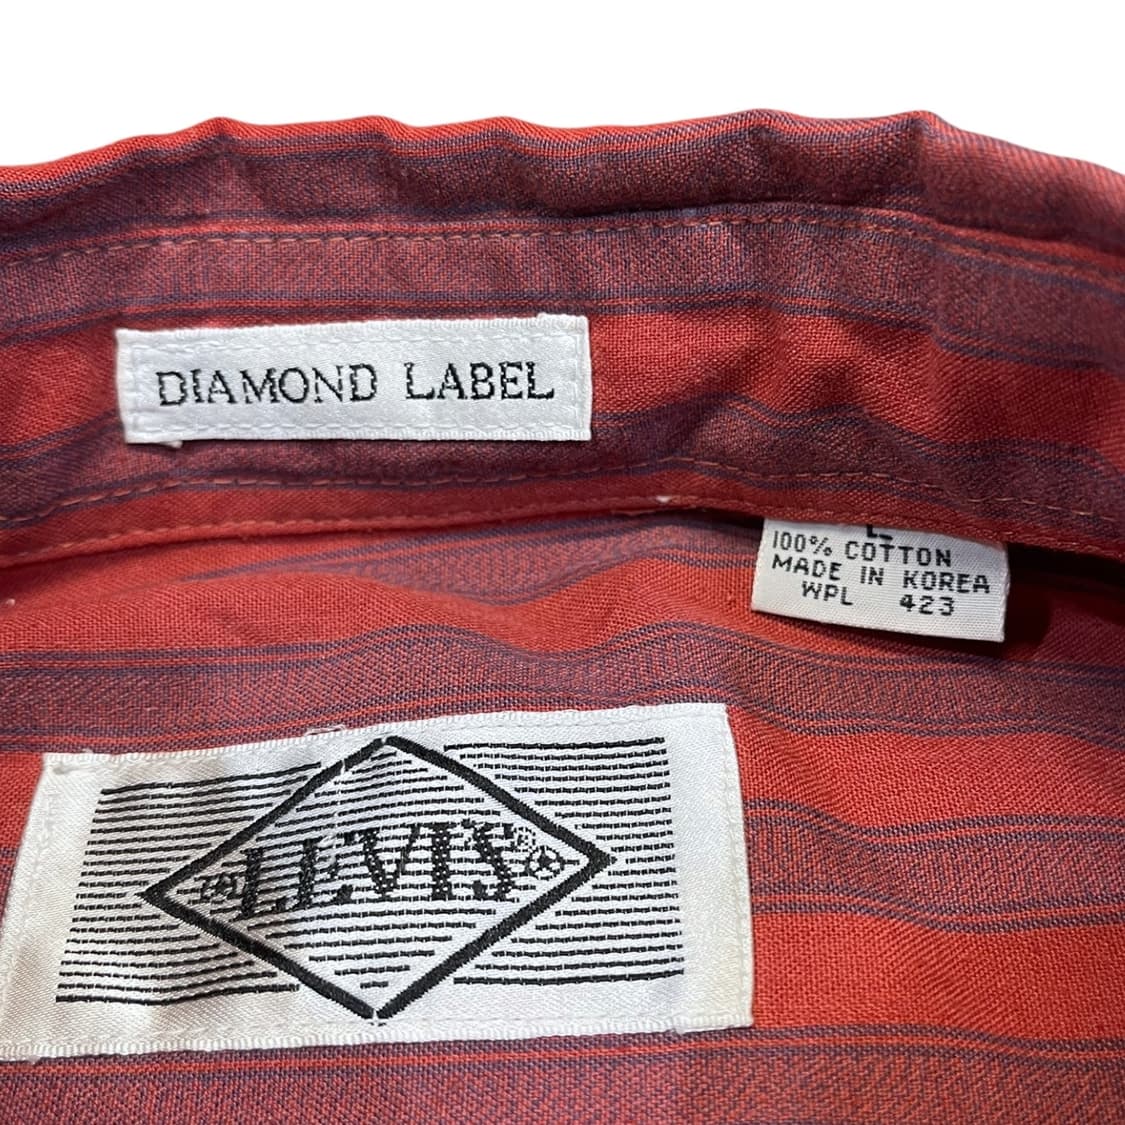 DIAMOND LABEL
L
100% COTTON
MADE IN KOREA
WPL 423
LEVI'S®